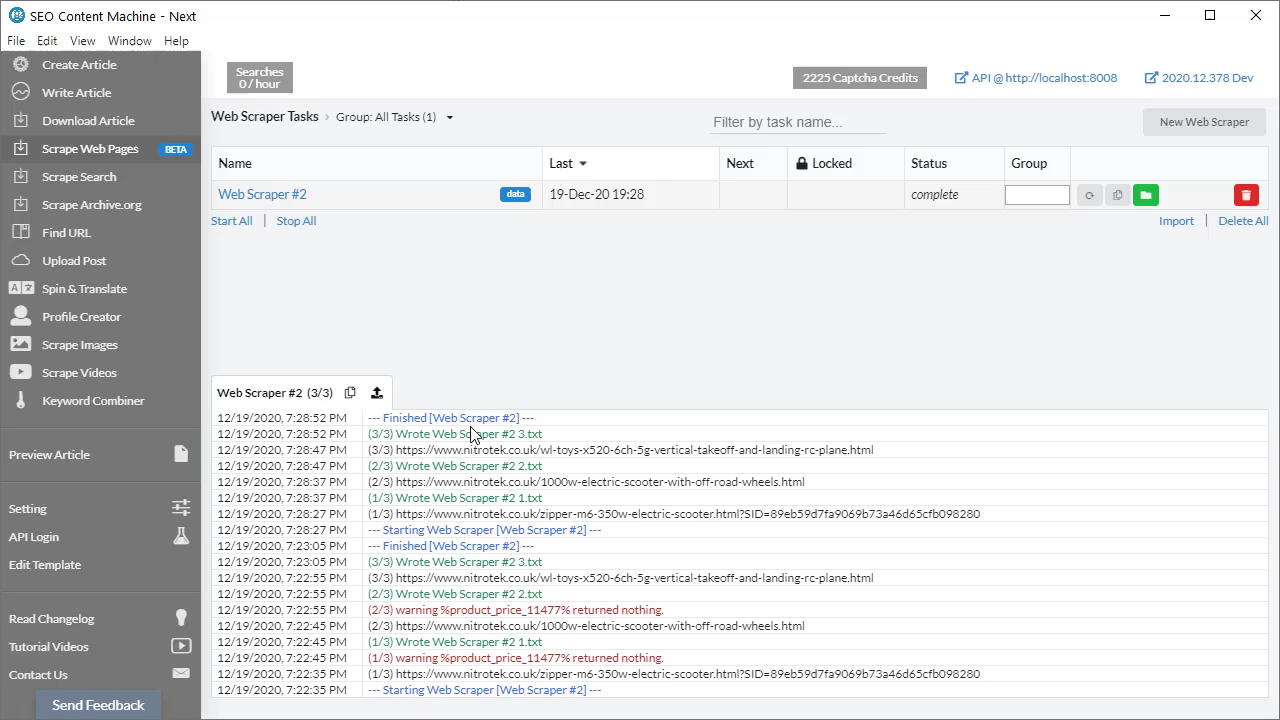 SEO Content Machine - Next
File Edit View Window Help
Create Article
Write Article
Download Article
Scrape Web Pages BETA
Scrape Search
Scrape Archive.org
Find URL
Upload Post
Spin & Translate
Profile Creator
Scrape Images
Scrape Videos
Keyword Combiner
Preview Article
Setting
API Login
Edit Template
Read Changelog
Tutorial Videos
Contact Us
Send Feedback
Searches
0 / hour
2225 Captcha Credits
API @ http://localhost:8008
2020.12.378 Dev
Web Scraper Tasks › Group: All Tasks (1)
Filter by task name...
New Web Scraper
Name Last Next Locked Status Group
Web Scraper #2 data 19-Dec-20 19:28 complete
Start All | Stop All
Import | Delete All
Web Scraper #2 (3/3)
12/19/2020, 7:28:52 PM --- Finished [Web Scraper #2] ---
12/19/2020, 7:28:52 PM (3/3) Wrote Web Scraper #2 3.txt
12/19/2020, 7:28:47 PM (3/3) https://www.nitrotek.co.uk/wl-toys-x520-6ch-5g-vertical-takeoff-and-landing-rc-plane.html
12/19/2020, 7:28:47 PM (2/3) Wrote Web Scraper #2 2.txt
12/19/2020, 7:28:37 PM (2/3) https://www.nitrotek.co.uk/1000w-electric-scooter-with-off-road-wheels.html
12/19/2020, 7:28:37 PM (1/3) Wrote Web Scraper #2 1.txt
12/19/2020, 7:28:27 PM (1/3) https://www.nitrotek.co.uk/zipper-m6-350w-electric-scooter.html?SID=89eb59d7fa9069b73a46d65cfb098280
12/19/2020, 7:28:27 PM --- Starting Web Scraper [Web Scraper #2] ---
12/19/2020, 7:23:05 PM --- Finished [Web Scraper #2] ---
12/19/2020, 7:23:05 PM (3/3) Wrote Web Scraper #2 3.txt
12/19/2020, 7:22:55 PM (3/3) https://www.nitrotek.co.uk/wl-toys-x520-6ch-5g-vertical-takeoff-and-landing-rc-plane.html
12/19/2020, 7:22:55 PM (2/3) Wrote Web Scraper #2 2.txt
12/19/2020, 7:22:55 PM (2/3) warning %product_price_11477% returned nothing.
12/19/2020, 7:22:45 PM (2/3) https://www.nitrotek.co.uk/1000w-electric-scooter-with-off-road-wheels.html
12/19/2020, 7:22:45 PM (1/3) Wrote Web Scraper #2 1.txt
12/19/2020, 7:22:45 PM (1/3) warning %product_price_11477% returned nothing.
12/19/2020, 7:22:35 PM (1/3) https://www.nitrotek.co.uk/zipper-m6-350w-electric-scooter.html?SID=89eb59d7fa9069b73a46d65cfb098280
12/19/2020, 7:22:35 PM --- Starting Web Scraper [Web Scraper #2] ---